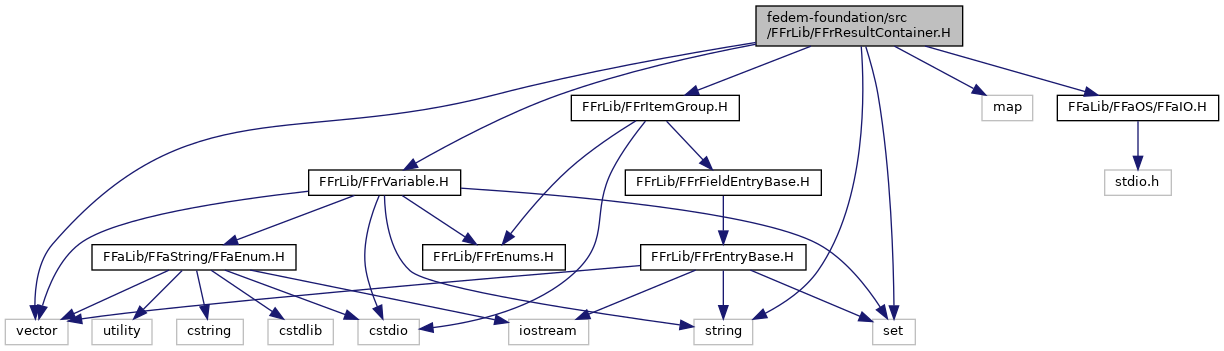 fedem-foundation/src
/FFrLib/FFrResultContainer.H
FFrLib/FFrItemGroup.H
map
FFaLib/FFaOS/FFaIO.H
FFrLib/FFrVariable.H
FFrLib/FFrFieldEntryBase.H
stdio.h
FFaLib/FFaString/FFaEnum.H
FFrLib/FFrEnums.H
FFrLib/FFrEntryBase.H
vector
utility
cstring
cstdlib
cstdio
iostream
string
set